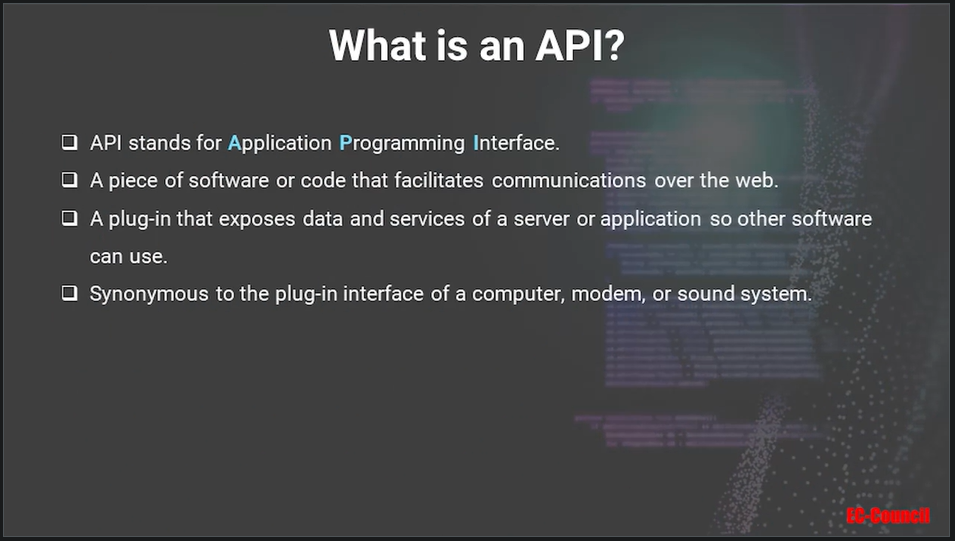 What is an API?
API stands for Application Programming Interface.
A piece of software or code that facilitates communications over the web.
A plug-in that exposes data and services of a server or application so other software
can use.
Synonymous to the plug-in interface of a computer, modem, or sound system.
EC-Council